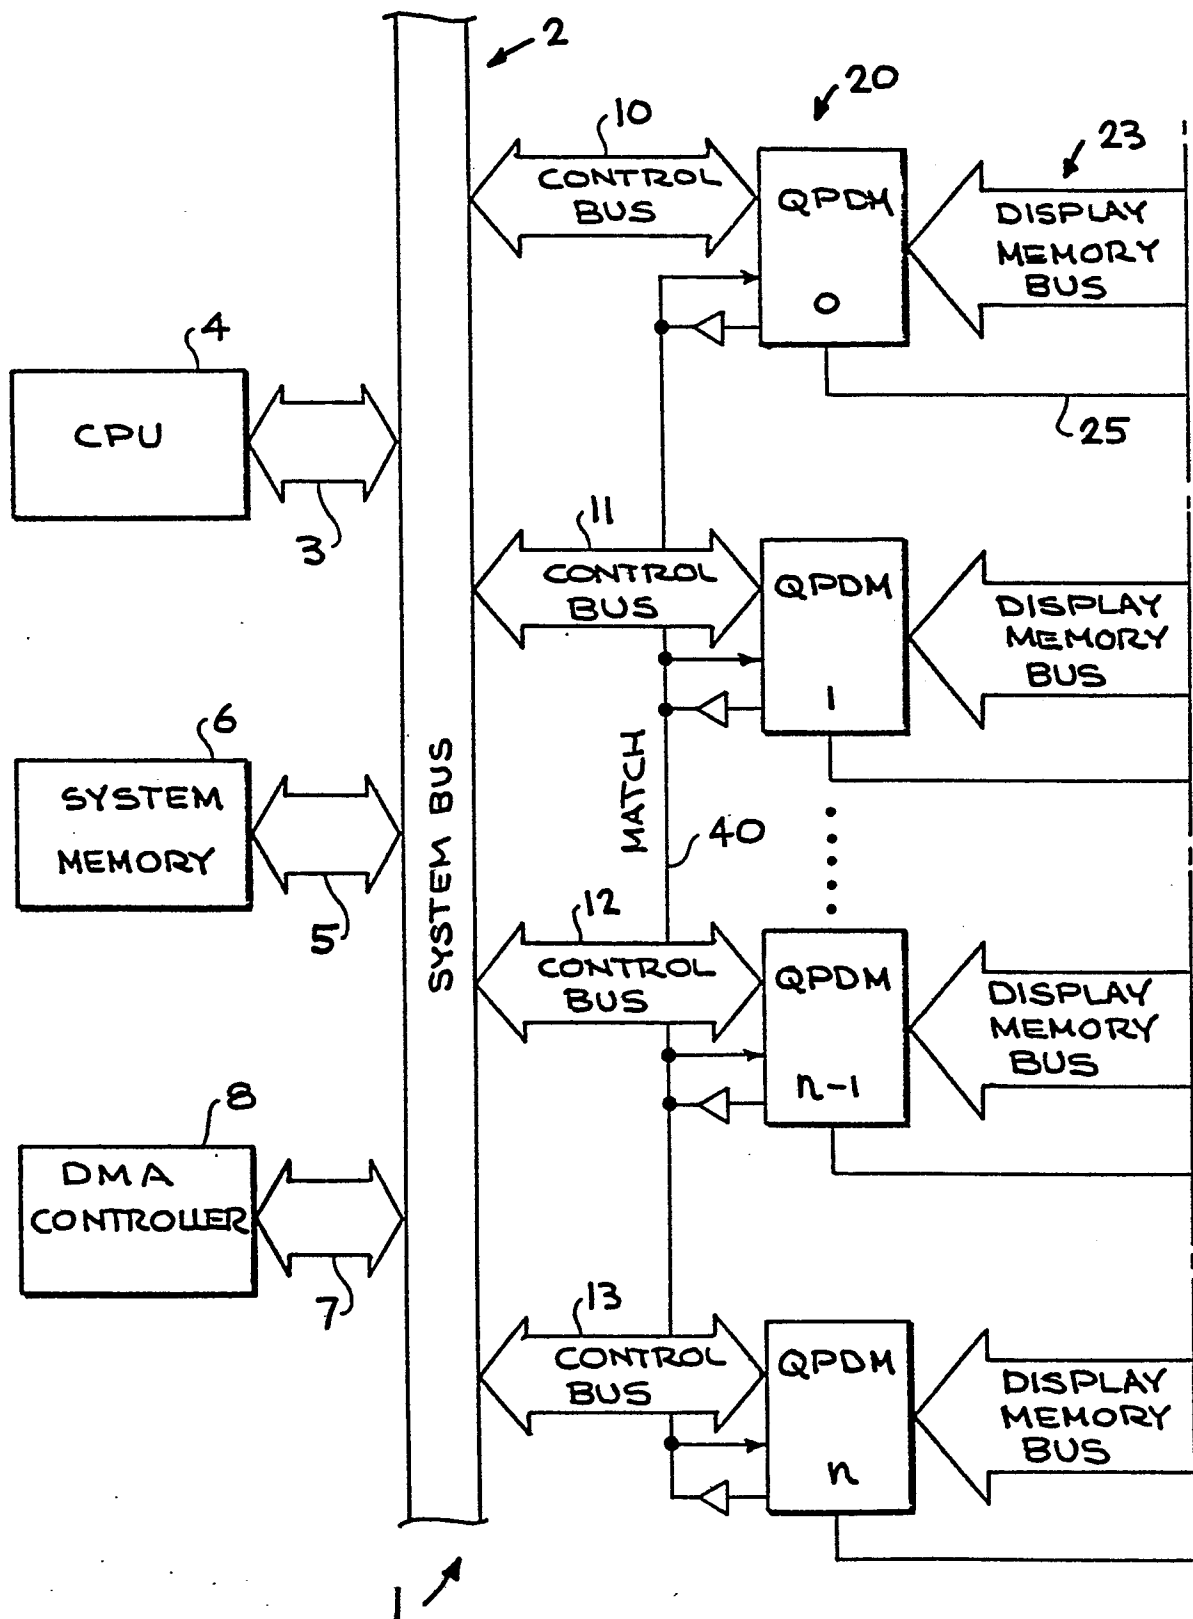 2
20
10
23
CONTROL
BUS
QPDM
0
DISPLAY
MEMORY
BUS
25
4
CPU
3
11
CONTROL
BUS
QPDM
1
DISPLAY
MEMORY
BUS
6
SYSTEM
MEMORY
5
SYSTEM BUS
MATCH
40
12
CONTROL
BUS
QPDM
n-1
DISPLAY
MEMORY
BUS
8
DMA
CONTROLLER
7
13
CONTROL
BUS
QPDM
n
DISPLAY
MEMORY
BUS
1